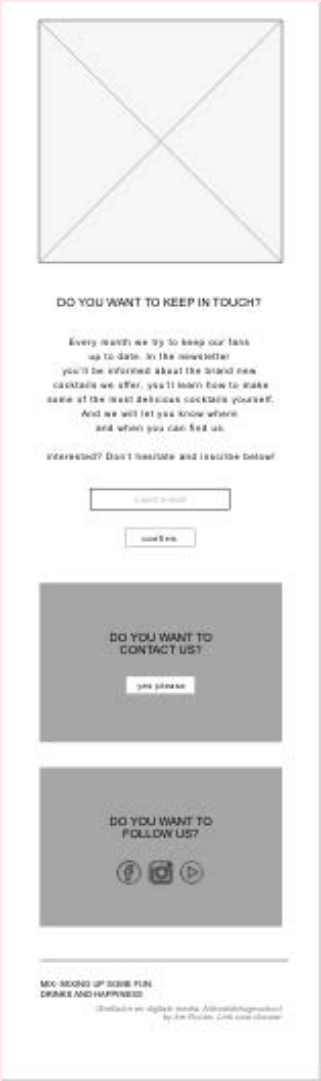 DO YOU WANT TO KEEP IN TOUCH?
Every month we try to keep our fans
up to date. In the newsletter
you'll be informed about the brand new
cocktails we offer, you'll learn how to make
some of the most delicious cocktails yourself.
And we will let you know where
and when you can find us.
Interested? Don't hesitate and inscribe below!
confirm
DO YOU WANT TO
CONTACT US?
yes please
DO YOU WANT TO
FOLLOW US?
MIX- MIXING UP SOME FUN
DRINKS AND HAPPINESS